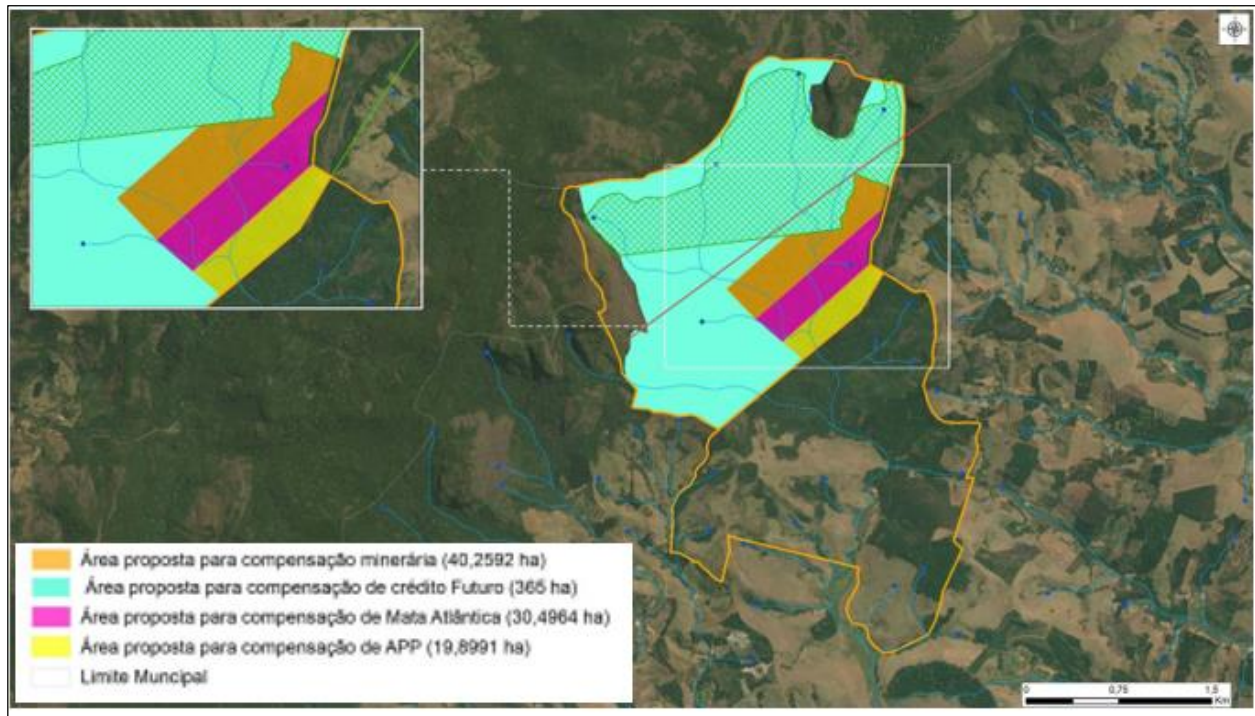 Área proposta para compensação minerária (40,2592 ha)
Área proposta para compensação de crédito Futuro (365 ha)
Área proposta para compensação de Mata Atlântica (30,4964 ha)
Área proposta para compensação de APP (19,8991 ha)
Limite Muncipal
0 0,75 1,5
Km